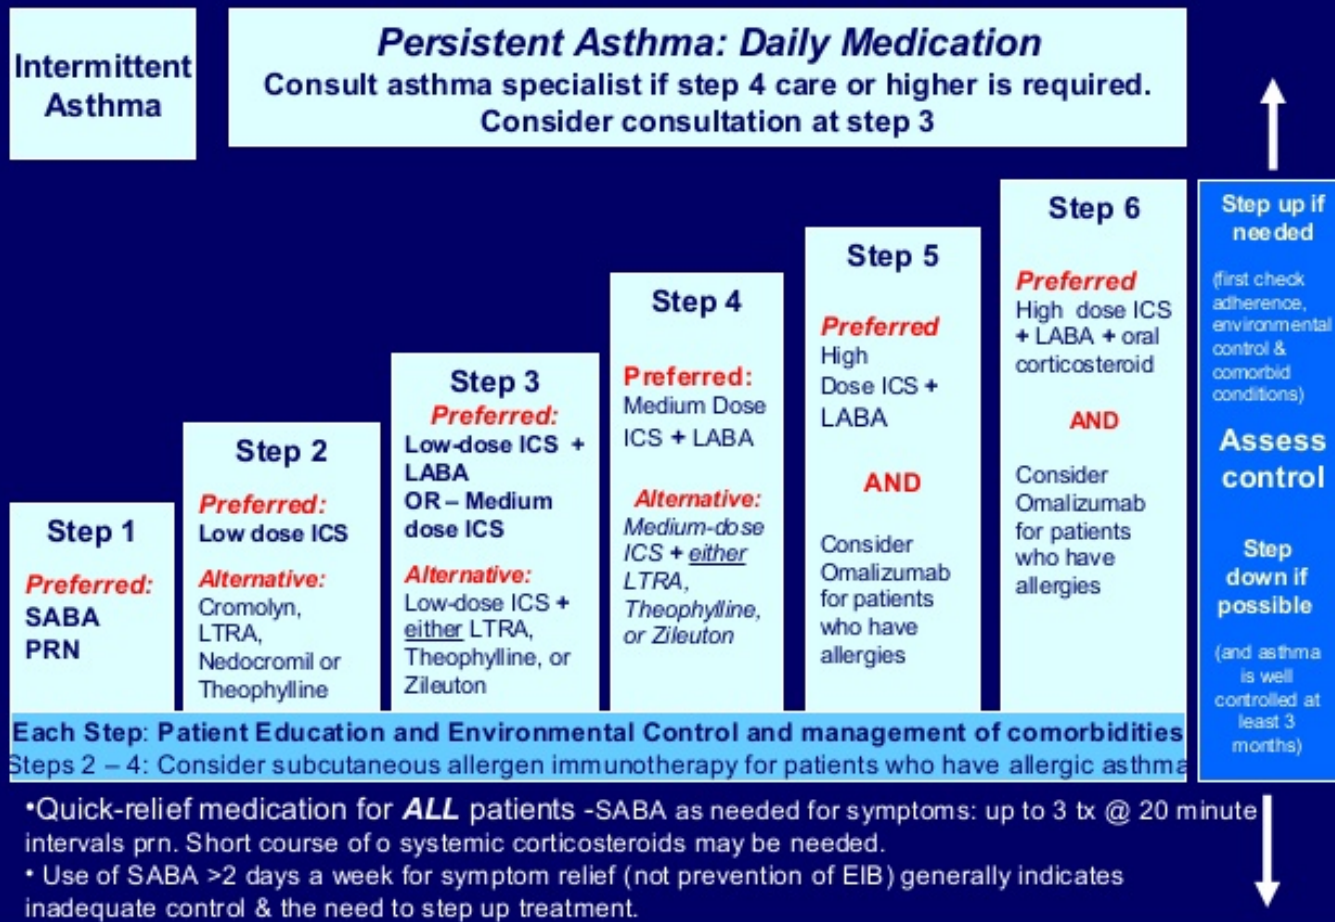 Intermittent
Asthma
Persistent Asthma: Daily Medication
Consult asthma specialist if step 4 care or higher is required.
Consider consultation at step 3
Step 1
Preferred:
SABA
PRN
Step 2
Preferred:
Low dose ICS
Alternative:
Cromolyn,
LTRA,
Nedocromil or
Theophylline
Step 3
Preferred:
Low-dose ICS +
LABA
OR – Medium
dose ICS
Alternative:
Low-dose ICS +
either LTRA,
Theophylline, or
Zileuton
Step 4
Preferred:
Medium Dose
ICS + LABA
Alternative:
Medium-dose
ICS + either
LTRA,
Theophylline,
or Zileuton
Step 5
Preferred
High
Dose ICS +
LABA
AND
Consider
Omalizumab
for patients
who have
allergies
Step 6
Preferred
High dose ICS
+ LABA + oral
corticosteroid
AND
Consider
Omalizumab
for patients
who have
allergies
Step up if
needed
(first check
adherence,
environmental
control &
comorbid
conditions)
Assess
control
Step
down if
possible
(and asthma
is well
controlled at
least 3
months)
Each Step: Patient Education and Environmental Control and management of comorbidities
Steps 2 – 4: Consider subcutaneous allergen immunotherapy for patients who have allergic asthma
•Quick-relief medication for ALL patients -SABA as needed for symptoms: up to 3 tx @ 20 minute
intervals prn. Short course of o systemic corticosteroids may be needed.
• Use of SABA >2 days a week for symptom relief (not prevention of EIB) generally indicates
inadequate control & the need to step up treatment.